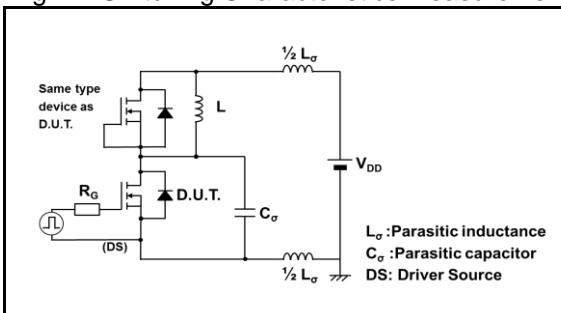 ½ Lσ
Same type
device as
D.U.T.
L
VDD
RG
D.U.T.
Cσ
(DS)
½ Lσ
Lσ :Parasitic inductance
Cσ :Parasitic capacitor
DS: Driver Source